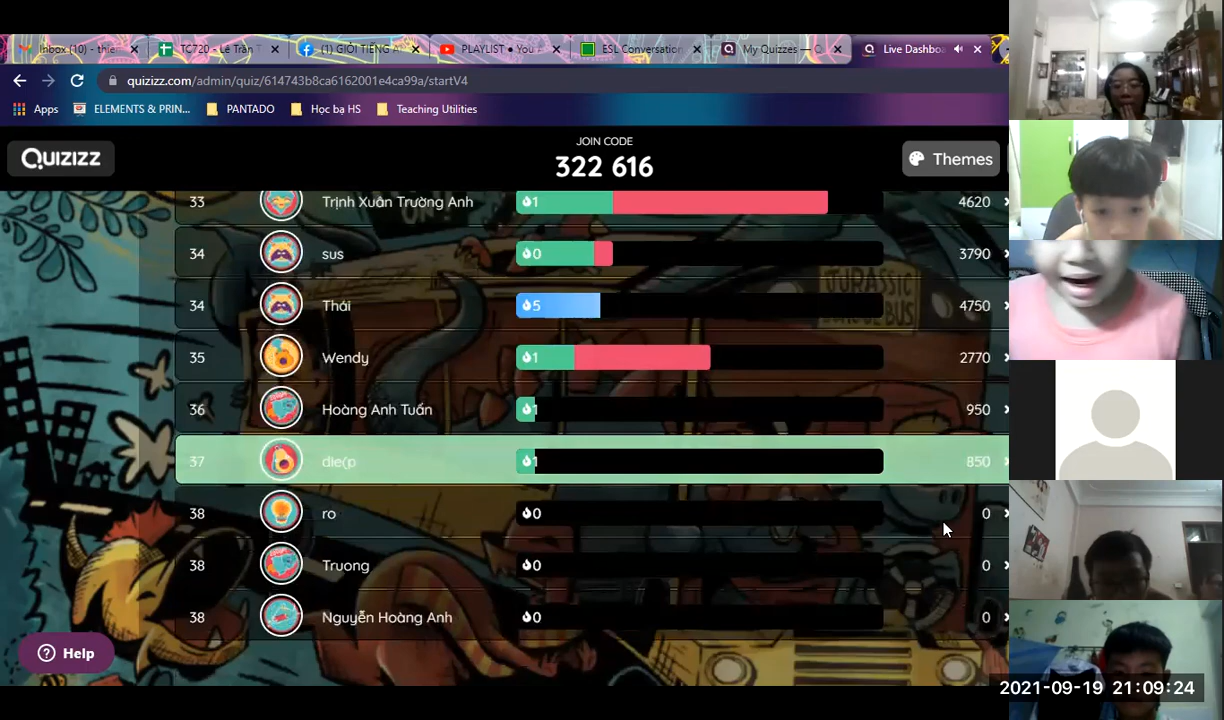 Inbox (10) - thie
TC720 - Lê Trần T
(1) GIỎI TIẾNG A
PLAYLIST ● You
ESL Conversation
My Quizzes — Q
Live Dashboa
quizizz.com/admin/quiz/614743b8ca6162001e4ca99a/startV4
Apps
ELEMENTS & PRIN...
PANTADO
Học bạ HS
Teaching Utilities
QUIZIZZ
JOIN CODE
322 616
Themes
33 Trịnh Xuân Trường Anh 1 4620
34 sus 0 3790
34 Thái 5 4750
JURASSIC
35 Wendy 1 2770
36 Hoàng Anh Tuấn 1 950
37 die(p 1 850
38 ro 0 0
38 Truong 0 0
38 Nguyễn Hoàng Anh 0 0
Help
2021-09-19 21:09:24